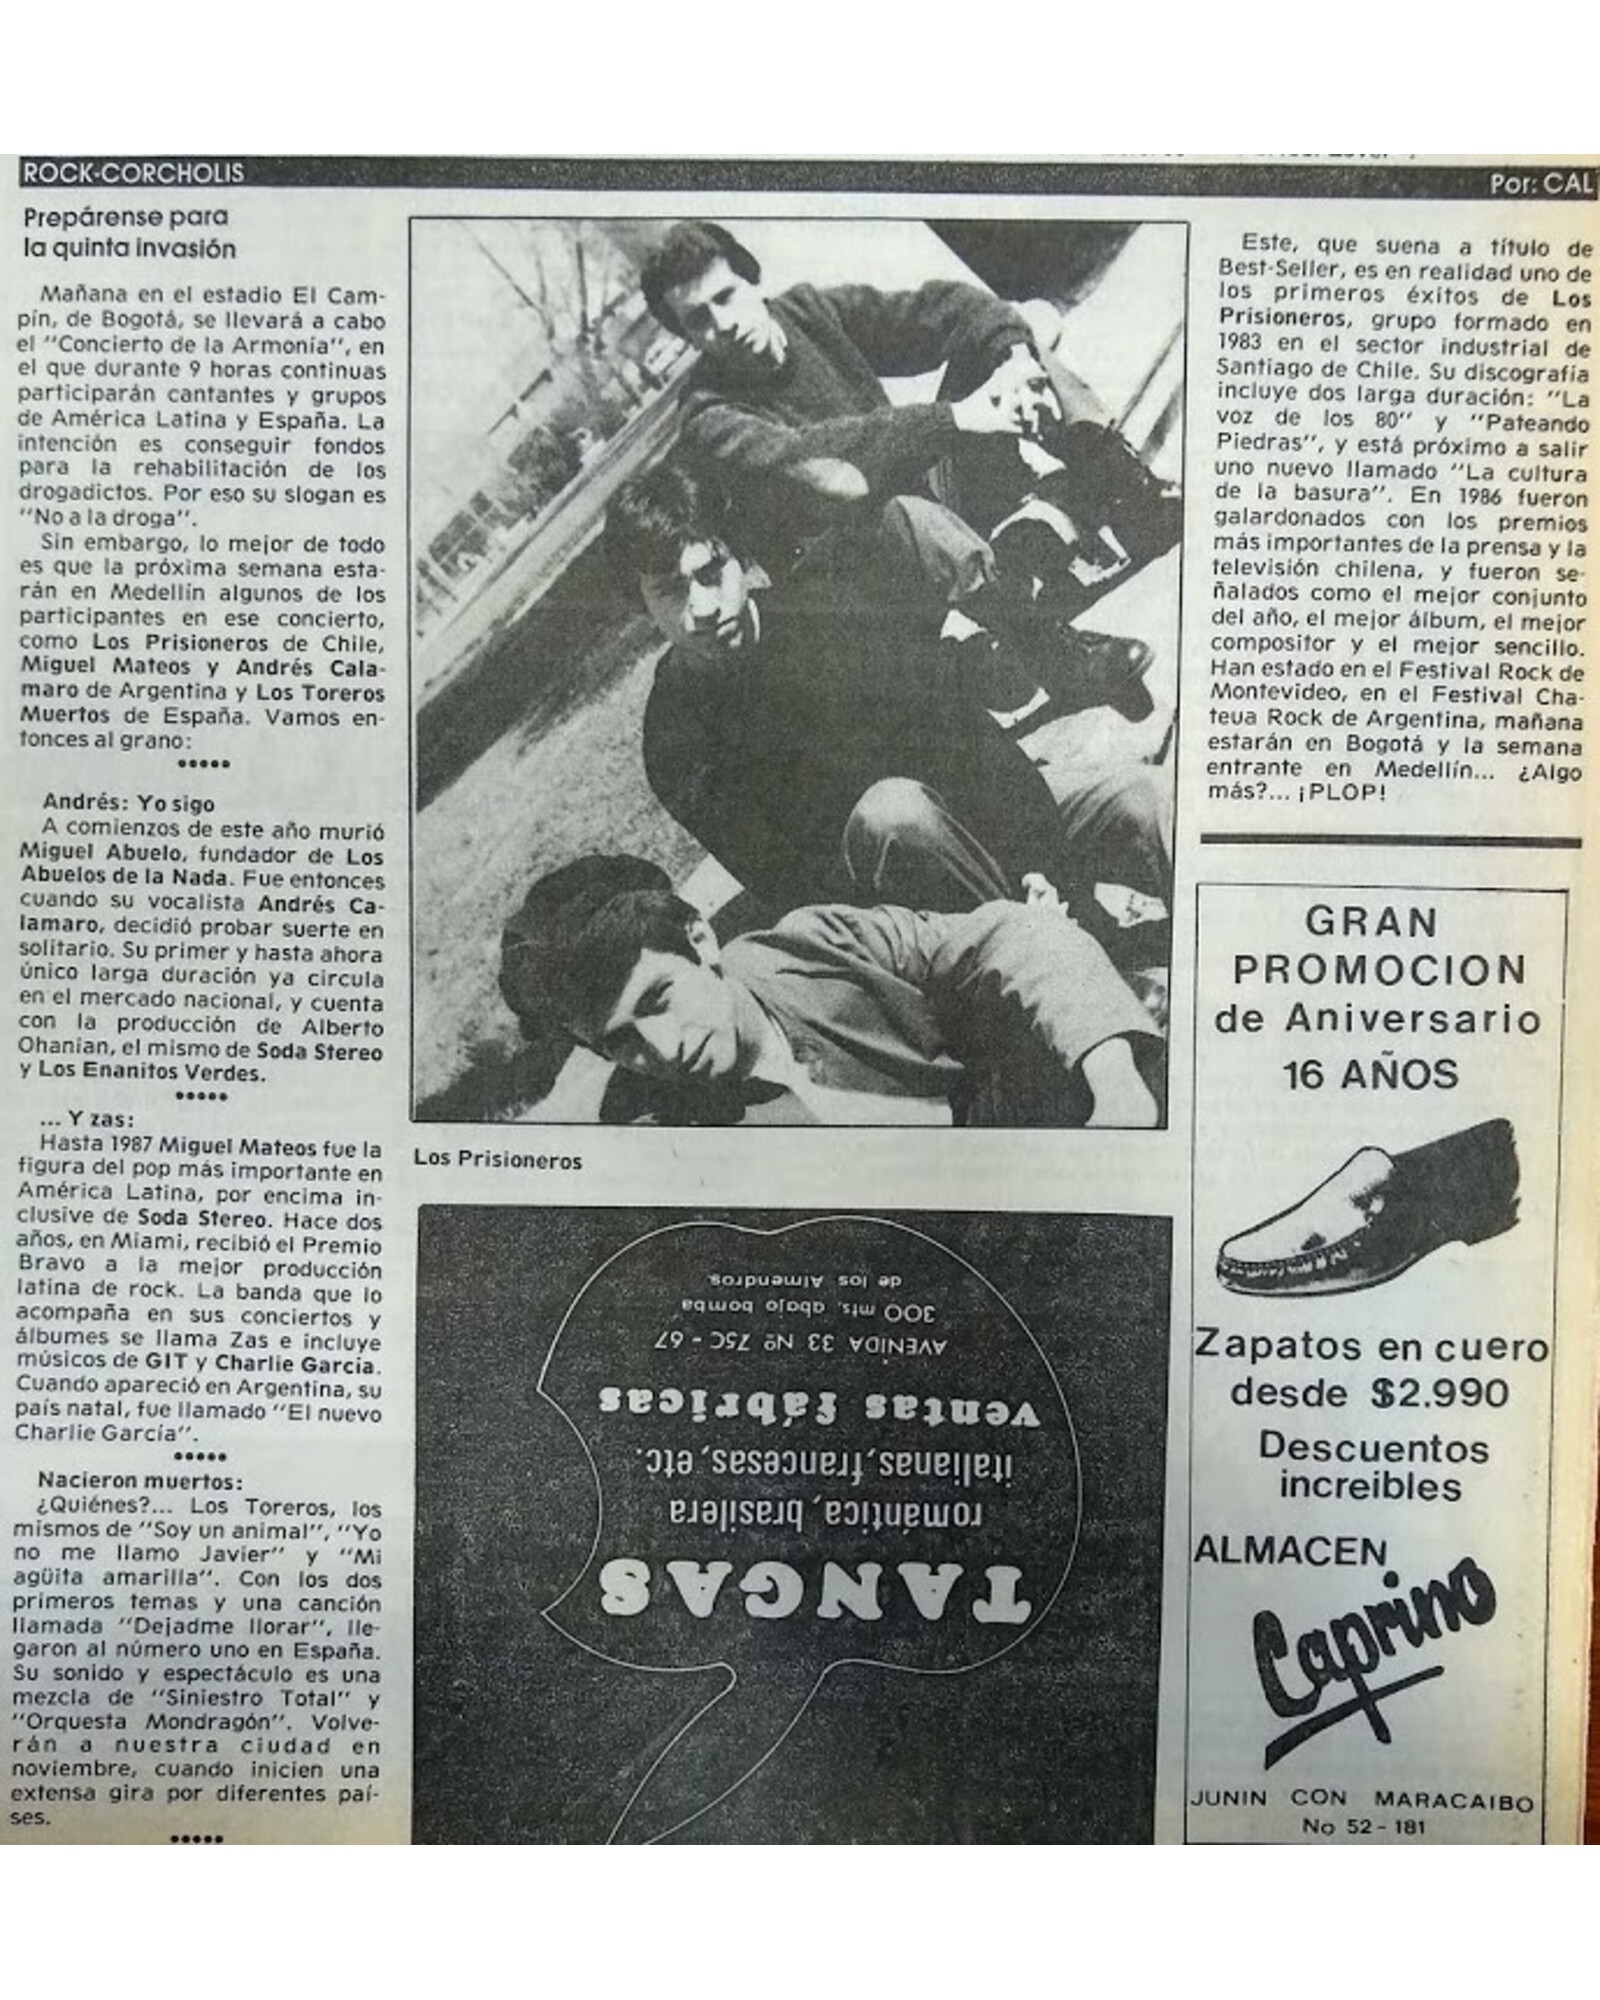 ROCK-CORCHOLIS
Por: CAL
Prepárense para
la quinta invasión
Mañana en el estadio El Cam-
pín, de Bogotá, se llevará a cabo
el "Concierto de la Armonía", en
el que durante 9 horas continuas
participarán cantantes y grupos
de América Latina y España. La
intención es conseguir fondos
para la rehabilitación de los
drogadictos. Por eso su slogan es
"No a la droga".
Sin embargo, lo mejor de todo
es que la próxima semana esta-
rán en Medellín algunos de los
participantes en ese concierto,
como Los Prisioneros de Chile,
Miguel Mateos y Andrés Cala-
maro de Argentina y Los Toreros
Muertos de España. Vamos en-
tonces al grano:
•••••
Andrés: Yo sigo
A comienzos de este año murió
Miguel Abuelo, fundador de Los
Abuelos de la Nada. Fue entonces
cuando su vocalista Andrés Ca-
lamaro, decidió probar suerte en
solitario. Su primer y hasta ahora
único larga duración ya circula
en el mercado nacional, y cuenta
con la producción de Alberto
Ohanian, el mismo de Soda Stereo
y Los Enanitos Verdes.
•••••
... Y zas:
Hasta 1987 Miguel Mateos fue la
figura del pop más importante en
América Latina, por encima in-
clusive de Soda Stereo. Hace dos
años, en Miami, recibió el Premio
Bravo a la mejor producción
latina de rock. La banda que lo
acompaña en sus conciertos y
álbumes se llama Zas e incluye
músicos de GIT y Charlie García.
Cuando apareció en Argentina, su
país natal, fue llamado "El nuevo
Charlie García".
•••••
Nacieron muertos:
¿Quiénes?... Los Toreros, los
mismos de "Soy un animal", "Yo
no me llamo Javier" y "Mi
agüita amarilla". Con los dos
primeros temas y una canción
llamada "Dejadme llorar", lle-
garon al número uno en España.
Su sonido y espectáculo es una
mezcla de "Siniestro Total" y
"Orquesta Mondragón". Volve-
rán a nuestra ciudad en
noviembre, cuando inicien una
extensa gira por diferentes paí-
ses.
•••••
Los Prisioneros
TANGAS
romántica, brasilera
italianas, francesas, etc.
ventas fábricas
AVENIDA 33 Nº 75C - 67
300 mts. abajo bomba
de los Almendros.
Este, que suena a título de
Best-Seller, es en realidad uno de
los primeros éxitos de Los
Prisioneros, grupo formado en
1983 en el sector industrial de
Santiago de Chile. Su discografía
incluye dos larga duración: "La
voz de los 80" y "Pateando
Piedras", y está próximo a salir
uno nuevo llamado "La cultura
de la basura". En 1986 fueron
galardonados con los premios
más importantes de la prensa y la
televisión chilena, y fueron se-
ñalados como el mejor conjunto
del año, el mejor álbum, el mejor
compositor y el mejor sencillo.
Han estado en el Festival Rock de
Montevideo, en el Festival Cha-
teua Rock de Argentina, mañana
estarán en Bogotá y la semana
entrante en Medellín... ¿Algo
más?... ¡PLOP!
GRAN
PROMOCION
de Aniversario
16 AÑOS
Zapatos en cuero
desde $2.990
Descuentos
increibles
ALMACEN
Caprino
JUNIN CON MARACAIBO
No 52 - 181